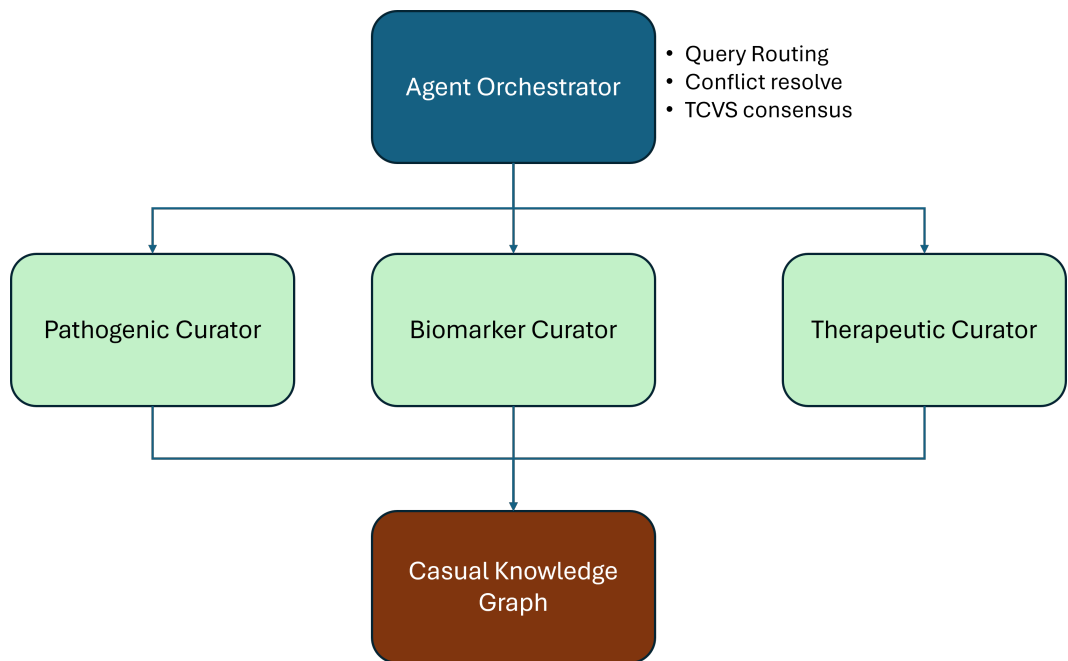 Agent Orchestrator
• Query Routing
• Conflict resolve
• TCVS consensus
Pathogenic Curator
Biomarker Curator
Therapeutic Curator
Casual Knowledge
Graph